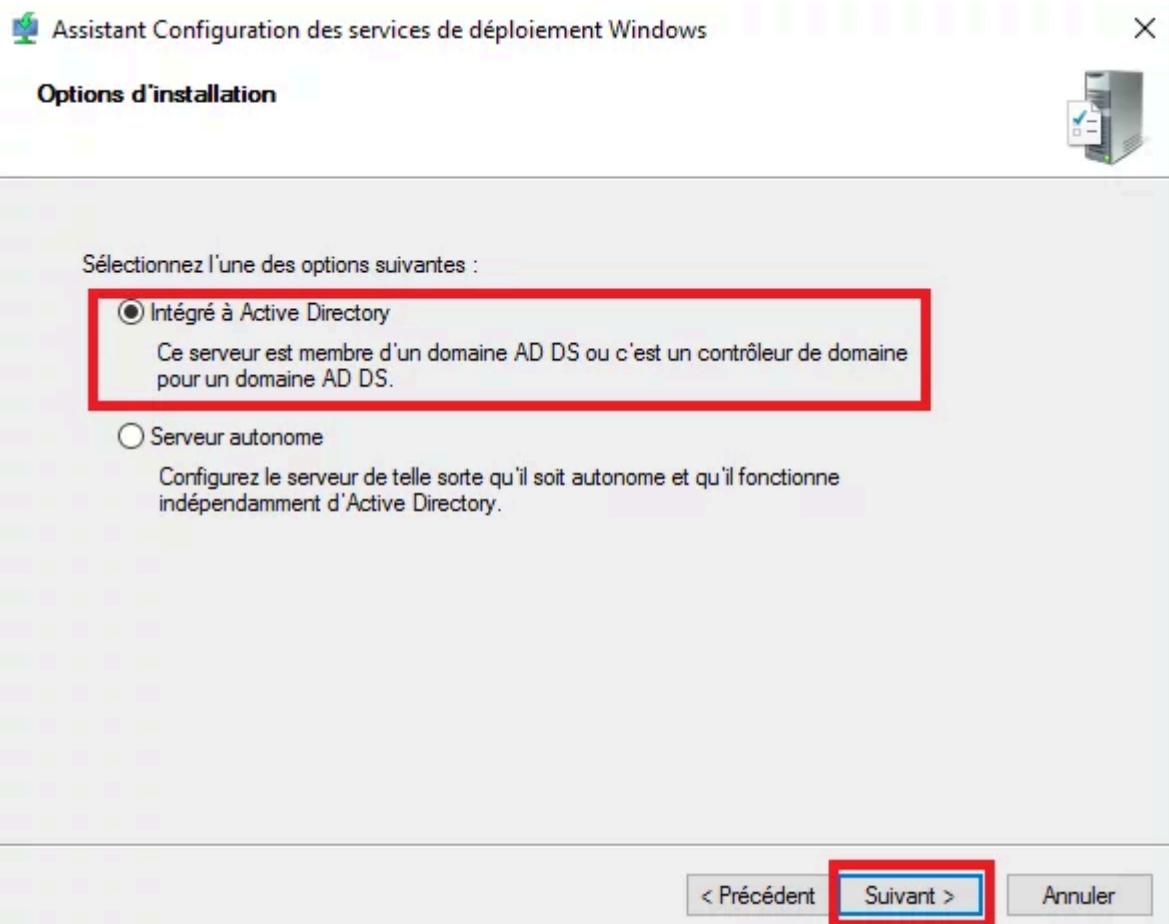 Assistant Configuration des services de déploiement Windows
Options d'installation
Sélectionnez l'une des options suivantes :
Intégré à Active Directory
Ce serveur est membre d'un domaine AD DS ou c'est un contrôleur de domaine
pour un domaine AD DS.
Serveur autonome
Configurez le serveur de telle sorte qu'il soit autonome et qu'il fonctionne
indépendamment d'Active Directory.
< Précédent Suivant > Annuler